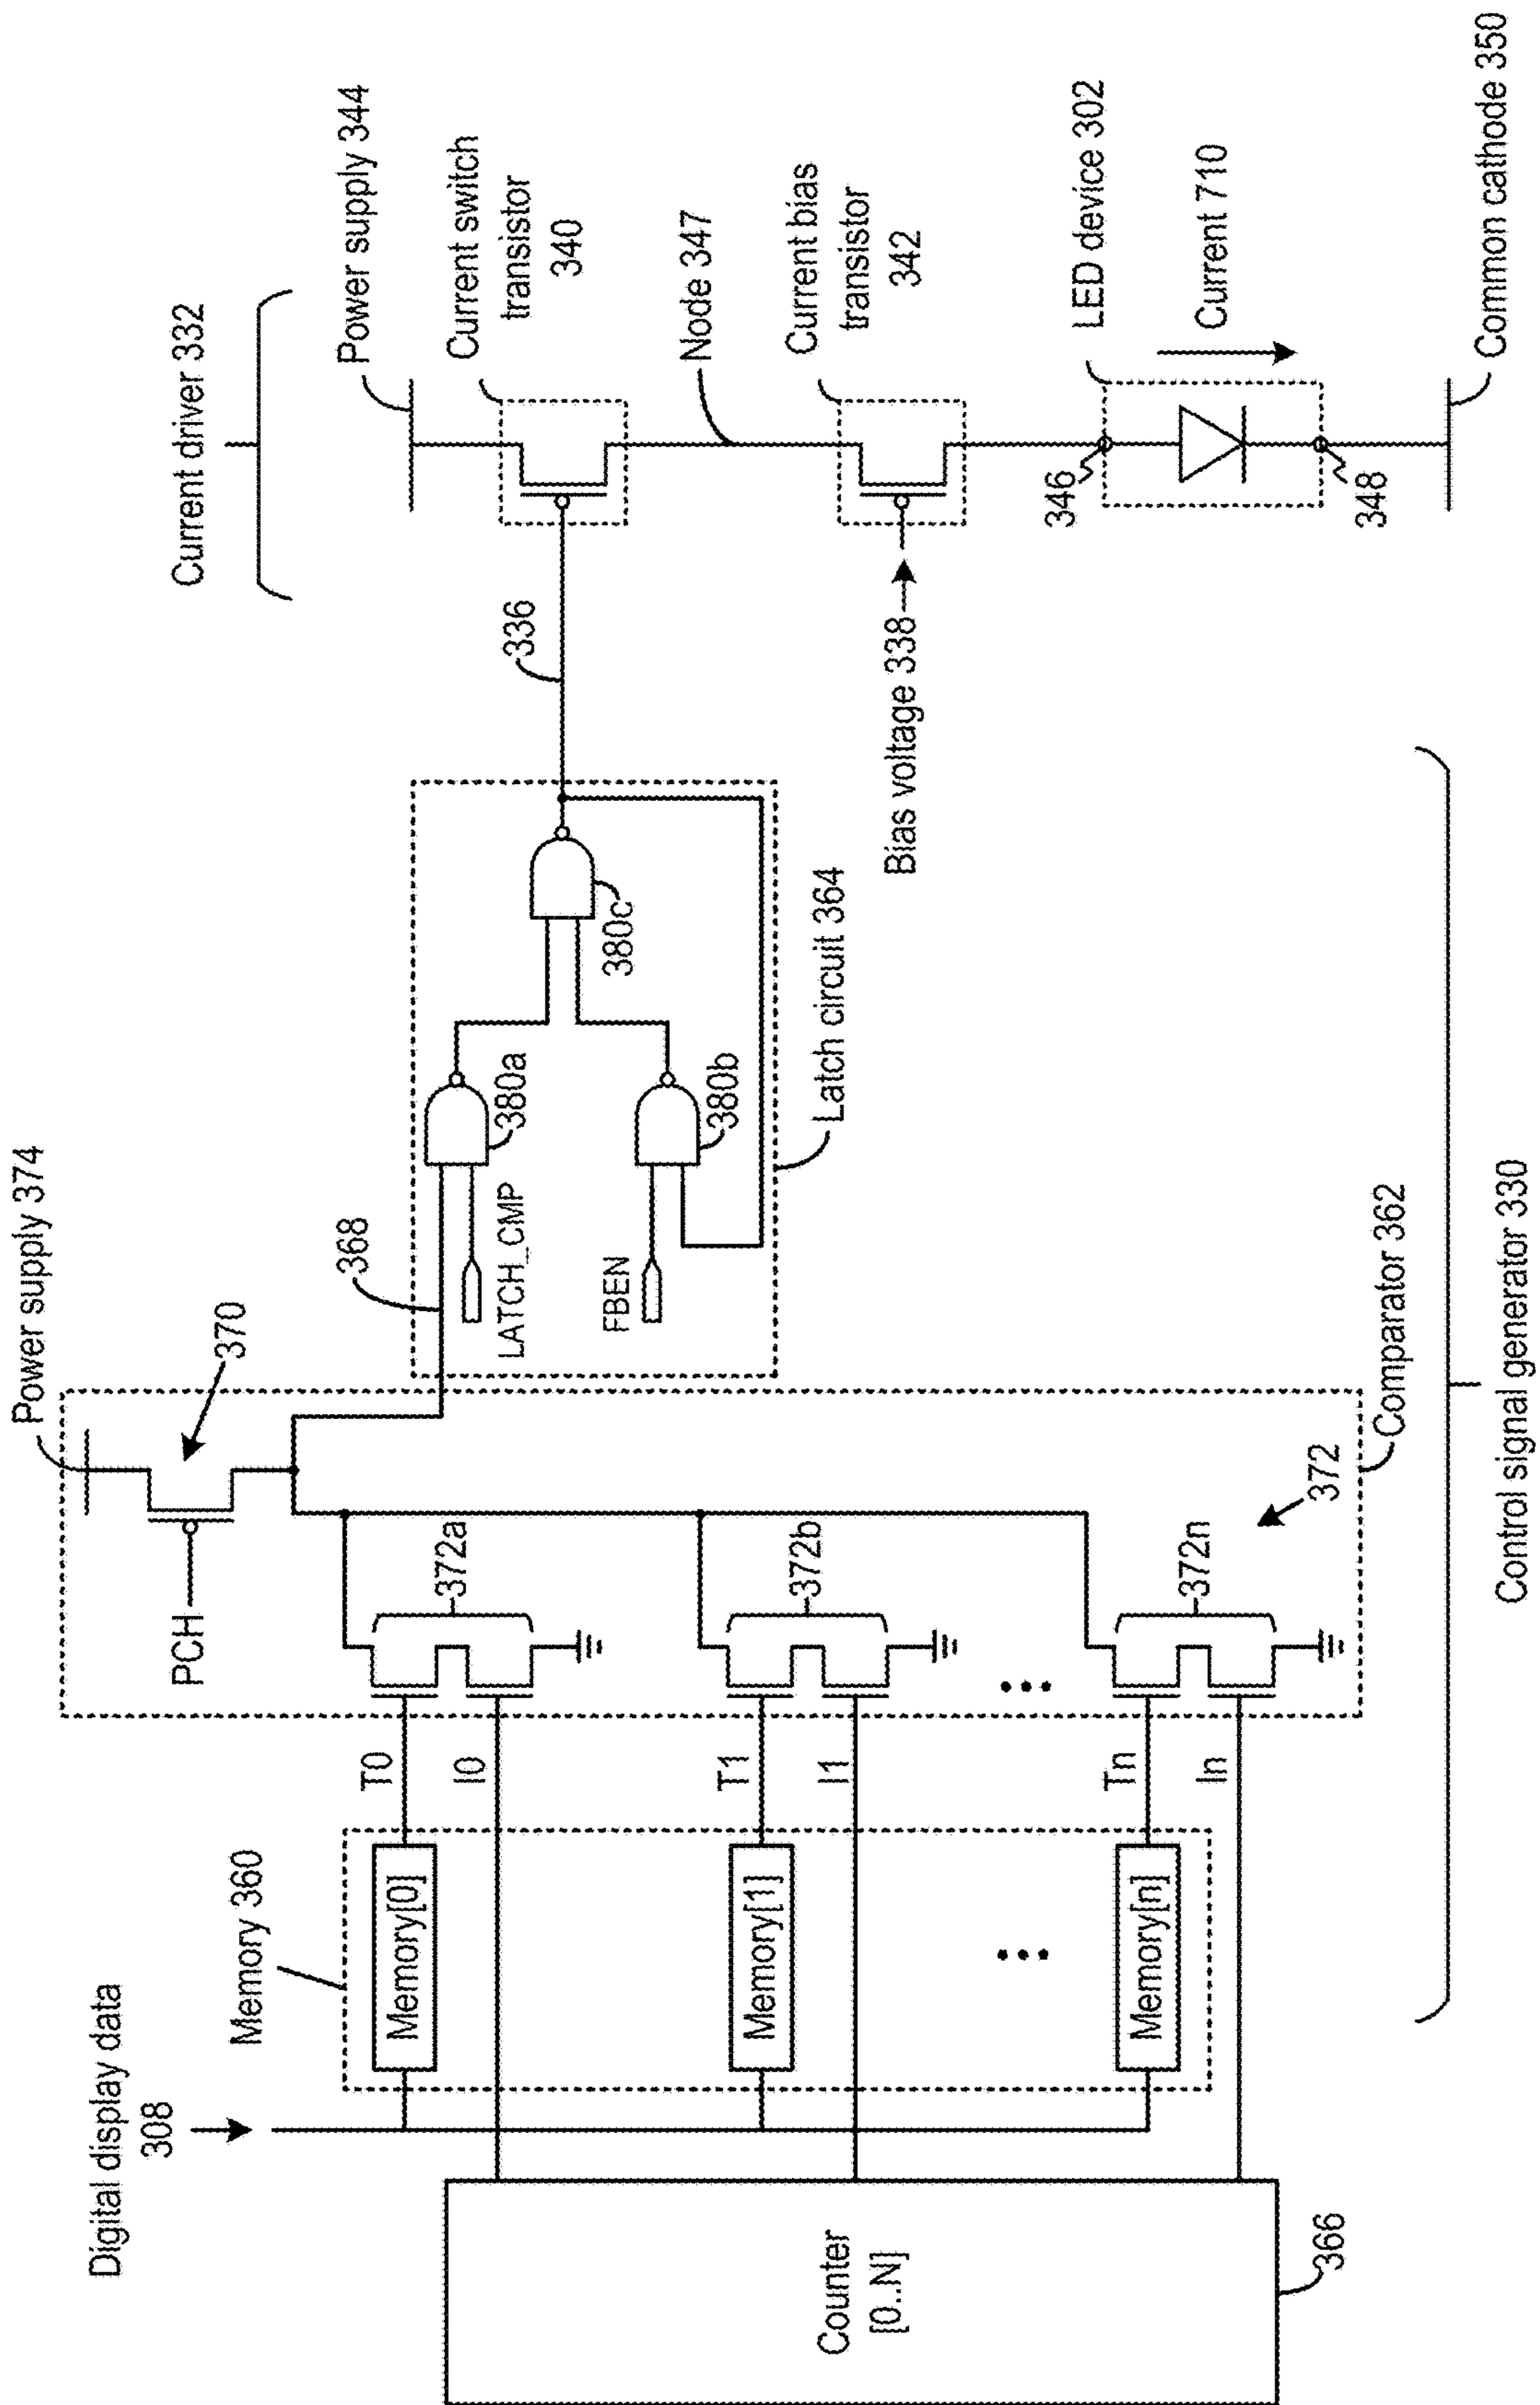 Current driver 332
Power supply 344
Current switch
transistor
340
Node 347
Current bias
transistor
342
LED device 302
Current 710
Common cathode 350
346
348
336
Bias voltage 338
Power supply 374
370
368
PCH
LATCH_CMP
FBEN
380a
380b
380c
Latch circuit 364
372a
372b
372n
372
Comparator 362
Digital display data
308
Memory 360
Memory[0]
Memory[1]
Memory[n]
T0
I0
T1
I1
Tn
In
Counter
[0..N]
366
Control signal generator 330